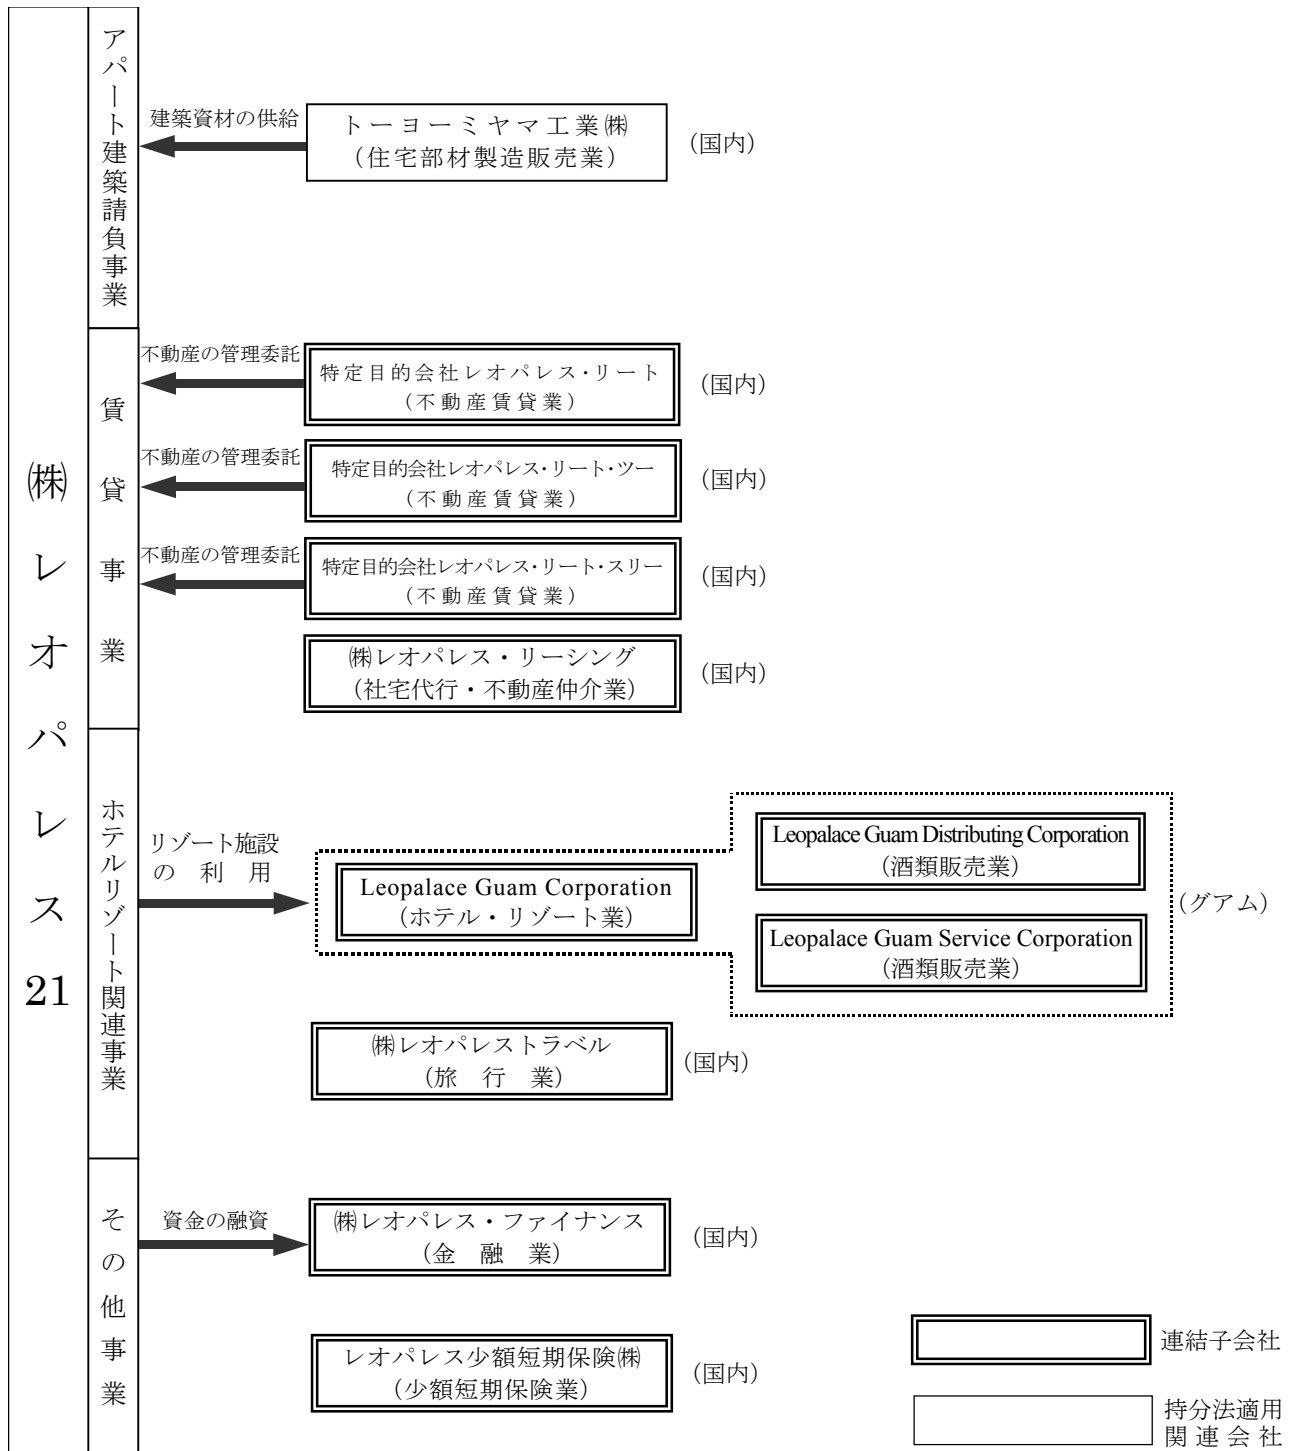 ㈱レオパレス21
アパート建築請負事業
建築資材の供給
トーヨーミヤマ工業㈱
（住宅部材製造販売業）
（国内）
賃貸事業
不動産の管理委託
特定目的会社レオパレス・リート
（不動産賃貸業）
（国内）
不動産の管理委託
特定目的会社レオパレス・リート・ツー
（不動産賃貸業）
（国内）
不動産の管理委託
特定目的会社レオパレス・リート・スリー
（不動産賃貸業）
（国内）
㈱レオパレス・リーシング
（社宅代行・不動産仲介業）
（国内）
ホテルリゾート関連事業
リゾート施設
の利用
Leopalace Guam Corporation
（ホテル・リゾート業）
Leopalace Guam Distributing Corporation
（酒類販売業）
Leopalace Guam Service Corporation
（酒類販売業）
（グアム）
㈱レオパレストラベル
（旅行業）
（国内）
その他事業
資金の融資
㈱レオパレス・ファイナンス
（金融業）
（国内）
レオパレス少額短期保険㈱
（少額短期保険業）
（国内）
連結子会社
持分法適用
関連会社